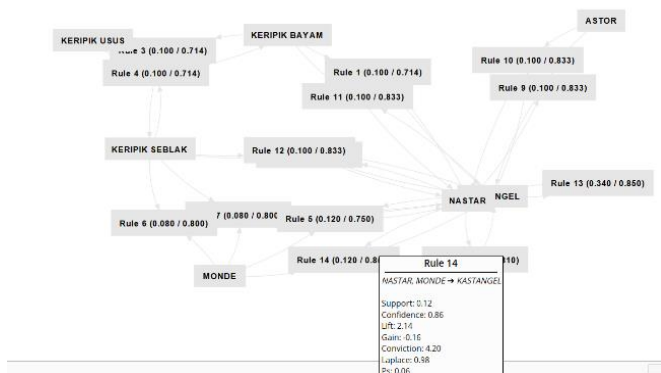 ASTOR
KERIPIK BAYAM
KERIPIK USUS
3 (0.100 / 0.714)
Rule 4 (0.100 / 0.714)
Rule 10 (0.100 / 0.833)
Rule 1 (0.100 / 0.714)
Rule 9 (0.100 / 0.833)
Rule 11 (0.100 / 0.833)
KERIPIK SEBLAK
Rule 12 (0.100 / 0.833)
Rule 13 (0.340 / 0.850)
NASTAR
NGEL
7 (0.080 / 0.800
Rule 5 (0.120 / 0.750)
Rule 6 (0.080 / 0.800)
Rule 14 (0.120 /
MONDE
Rule 14
NASTAR, MONDE → KASTANGEL
Support: 0.12
Confidence: 0.86
Lift: 2.14
Gain: -0.16
Conviction: 4.20
Laplace: 0.98
Ps: 0.06